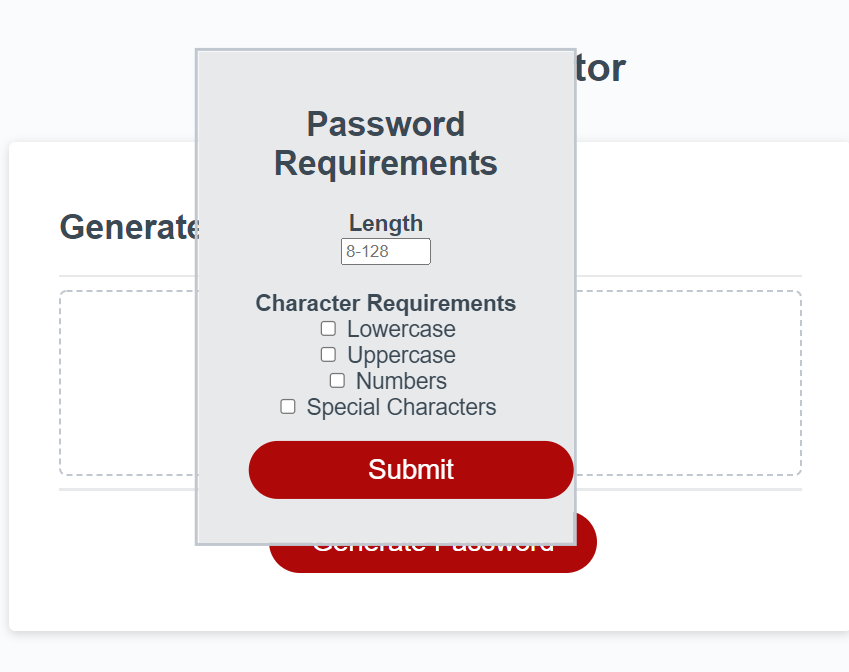 tor
Password
Requirements
Generate
Length
8-128
Character Requirements
Lowercase
Uppercase
Numbers
Special Characters
Submit
Generate Password